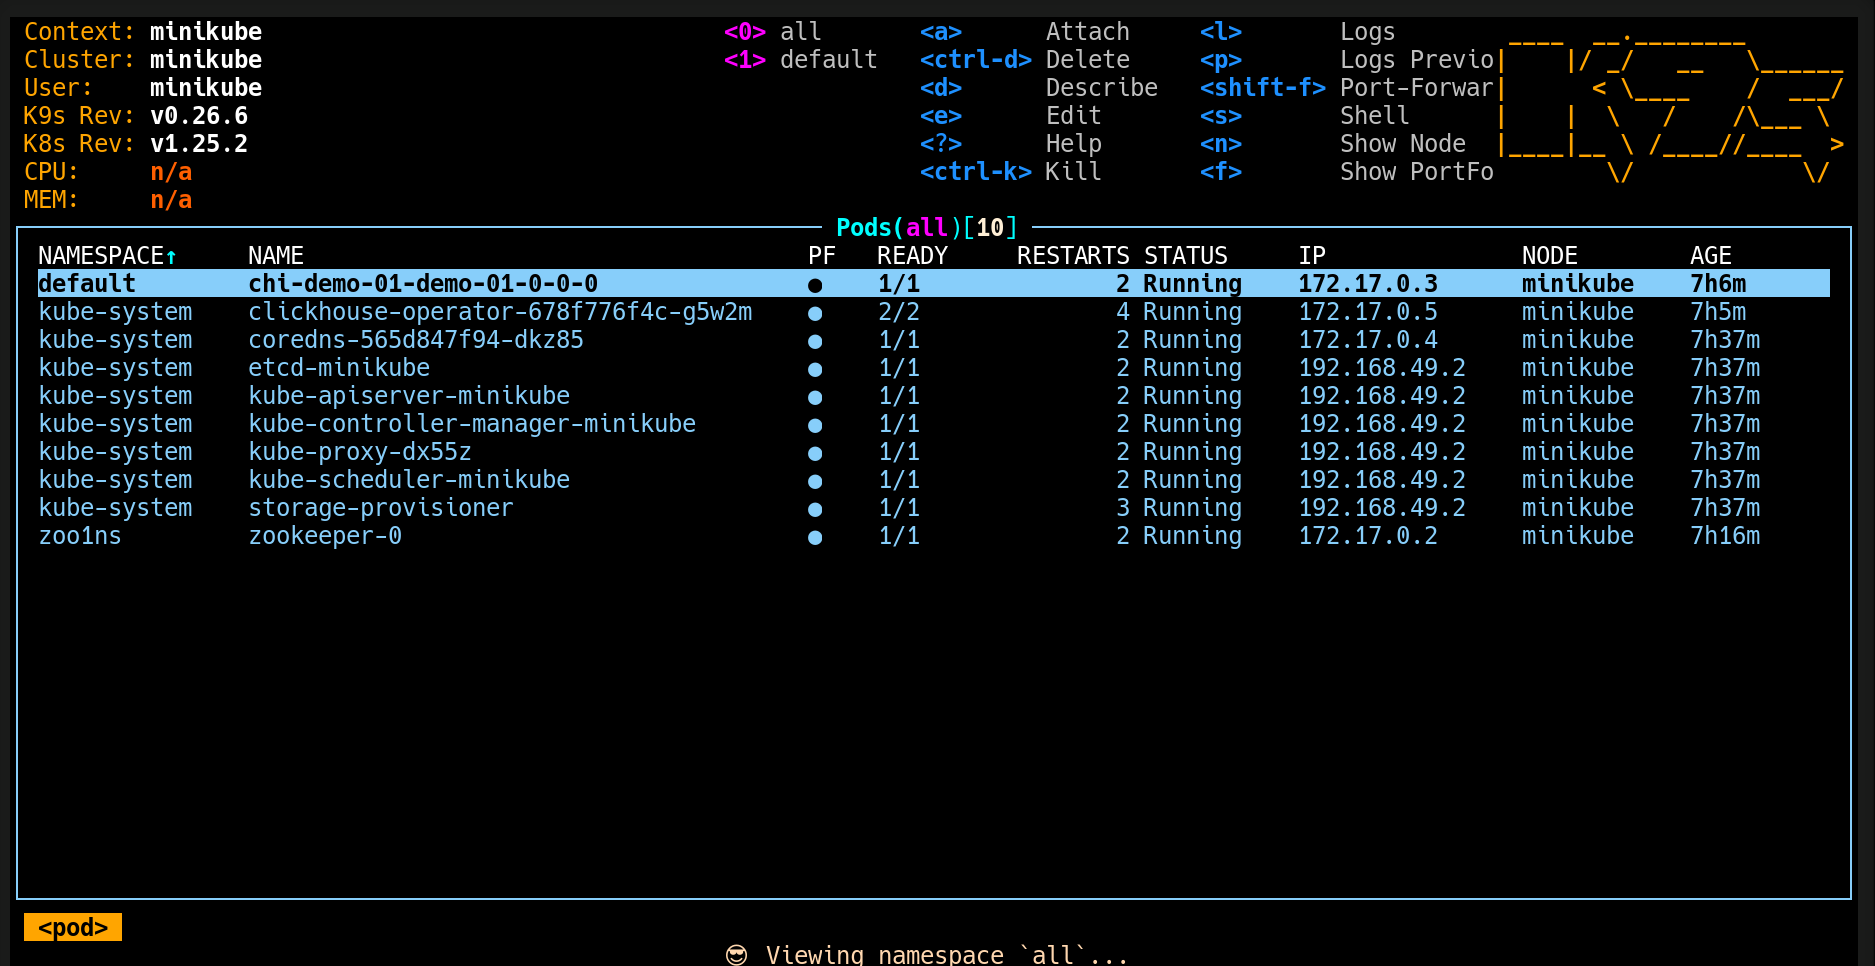 Context: minikube <0> all <a> Attach <l> Logs
Cluster: minikube <1> default <ctrl-d> Delete <p> Logs Previo
User: minikube <d> Describe <shift-f> Port-Forwar
K9s Rev: v0.26.6 <e> Edit <s> Shell
K8s Rev: v1.25.2 <?> Help <n> Show Node
CPU: n/a <ctrl-k> Kill <f> Show PortFo
MEM: n/a
Pods(all)[10]
NAMESPACE↑ NAME PF READY RESTARTS STATUS IP NODE AGE
default chi-demo-01-demo-01-0-0-0 ● 1/1 2 Running 172.17.0.3 minikube 7h6m
kube-system clickhouse-operator-678f776f4c-g5w2m ● 2/2 4 Running 172.17.0.5 minikube 7h5m
kube-system coredns-565d847f94-dkz85 ● 1/1 2 Running 172.17.0.4 minikube 7h37m
kube-system etcd-minikube ● 1/1 2 Running 192.168.49.2 minikube 7h37m
kube-system kube-apiserver-minikube ● 1/1 2 Running 192.168.49.2 minikube 7h37m
kube-system kube-controller-manager-minikube ● 1/1 2 Running 192.168.49.2 minikube 7h37m
kube-system kube-proxy-dx55z ● 1/1 2 Running 192.168.49.2 minikube 7h37m
kube-system kube-scheduler-minikube ● 1/1 2 Running 192.168.49.2 minikube 7h37m
kube-system storage-provisioner ● 1/1 3 Running 192.168.49.2 minikube 7h37m
zoo1ns zookeeper-0 ● 1/1 2 Running 172.17.0.2 minikube 7h16m
<pod>
😎 Viewing namespace `all`...